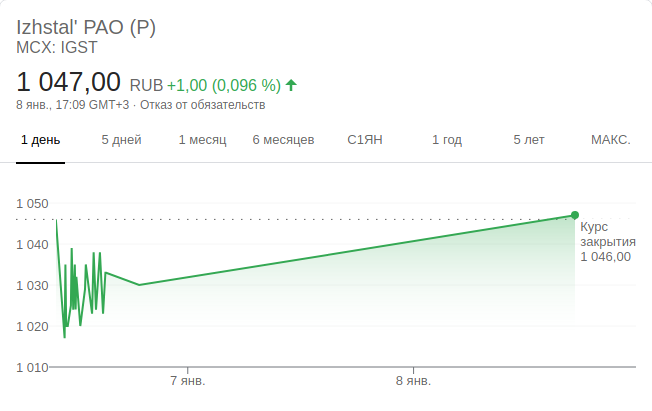 Izhstal' PAO (P)
MCX: IGST
1 047,00 RUB +1,00 (0,096 %)
8 янв., 17:09 GMT+3 · Отказ от обязательств
1 день 5 дней 1 месяц 6 месяцев С1ЯН 1 год 5 лет МАКС.
1 050
1 040
1 030
1 020
1 010
Курс
закрытия
1 046,00
7 янв. 8 янв.